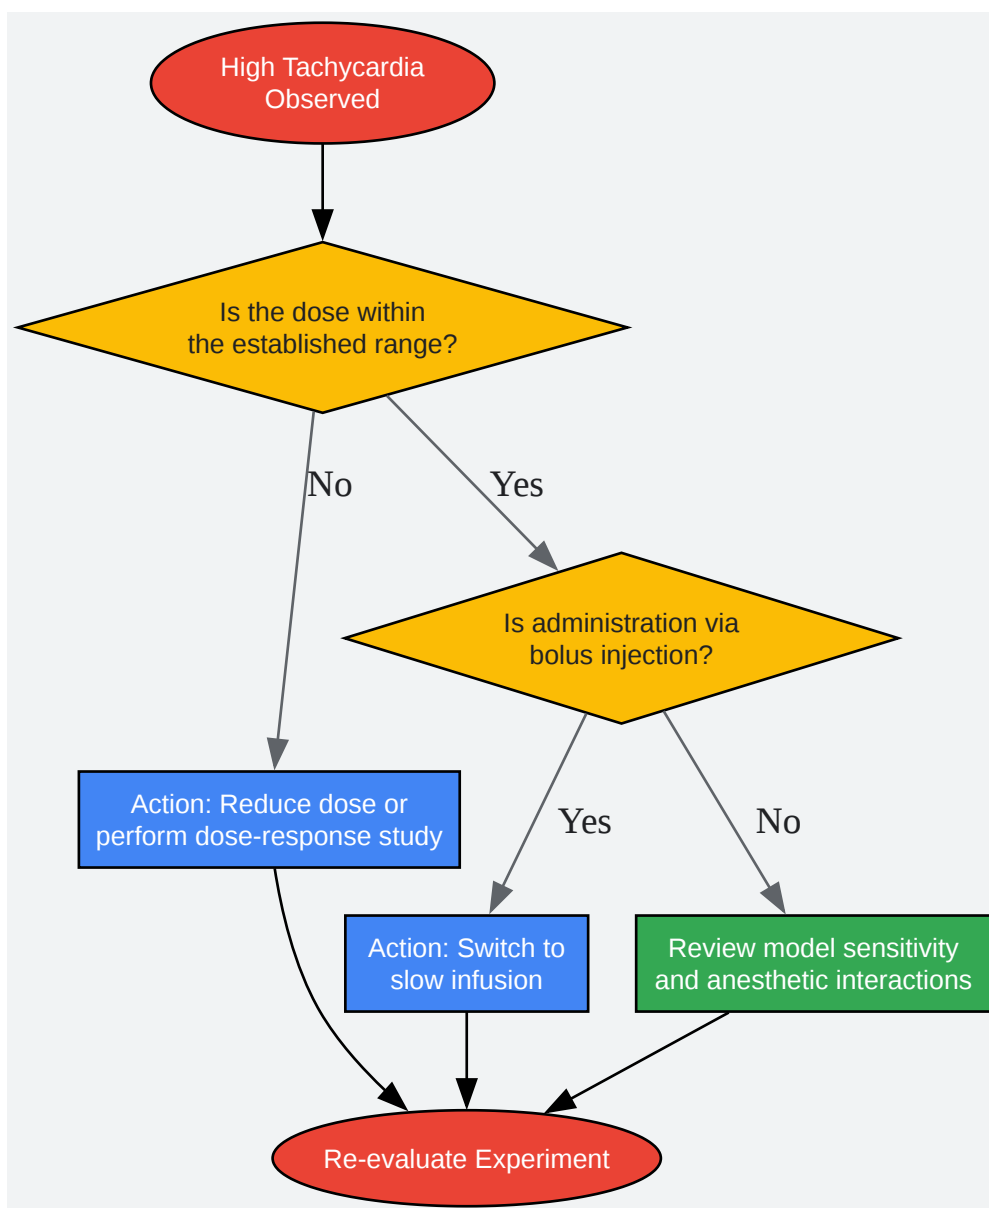 High Tachycardia
Observed
Is the dose within
the established range?
No
Yes
Is administration via
bolus injection?
Action: Reduce dose or
perform dose-response study
Yes
No
Action: Switch to
slow infusion
Review model sensitivity
and anesthetic interactions
Re-evaluate Experiment